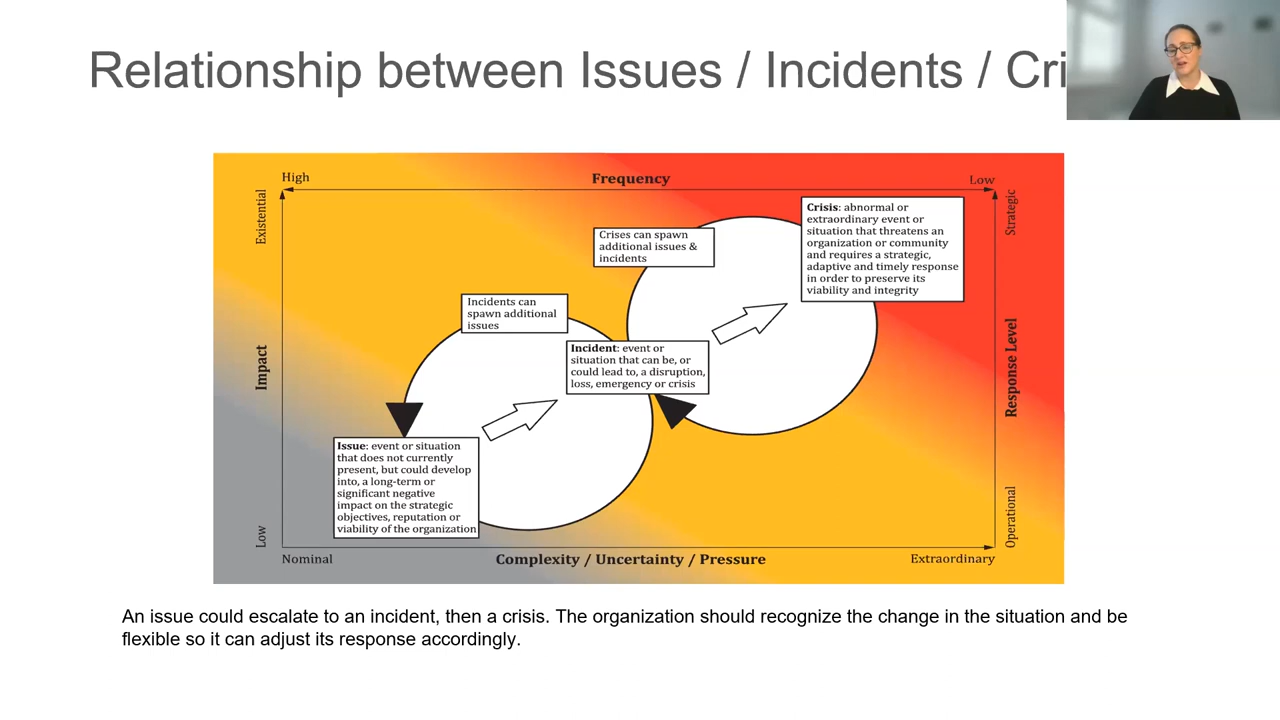 Relationship between Issues / Incidents / Cri
High
Frequency
Low
Existential
Strategic
Crisis: abnormal or
extraordinary event or
situation that threatens an
organization or community
and requires a strategic,
adaptive and timely response
in order to preserve its
viability and integrity
Crises can spawn
additional issues &
incidents
Incidents can
spawn additional
issues
Incident: event or
situation that can be, or
could lead to, a disruption,
loss, emergency or crisis
Impact
Response Level
Issue: event or situation
that does not currently
present, but could develop
into, a long-term or
significant negative
impact on the strategic
objectives, reputation or
viability of the organization
Low
Operational
Nominal
Complexity / Uncertainty / Pressure
Extraordinary
An issue could escalate to an incident, then a crisis. The organization should recognize the change in the situation and be
flexible so it can adjust its response accordingly.